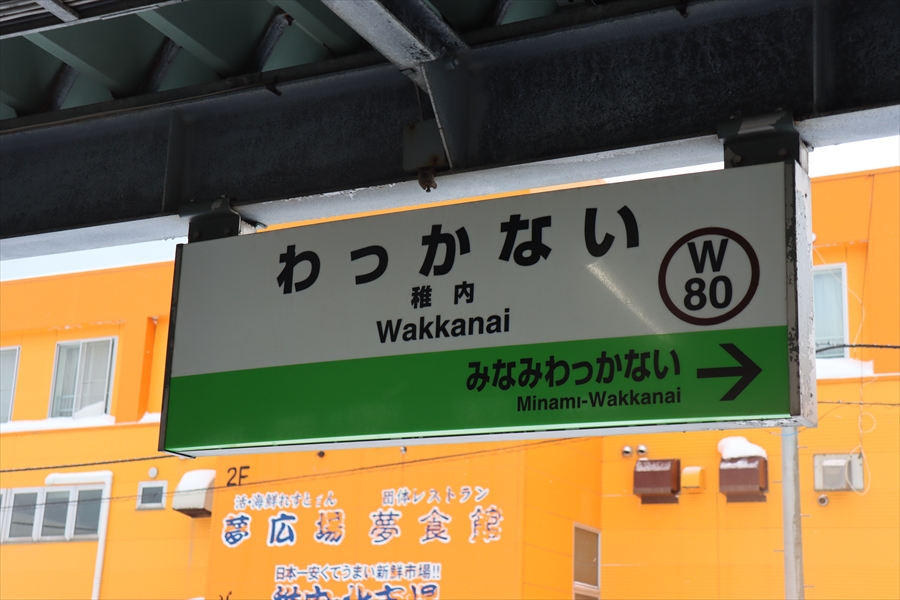 わっかない
稚内
Wakkanai
W
80
みなみわっかない
Minami-Wakkanai
2F
活・海鮮れすとらん
夢広場
団体レストラン
夢食館
日本一安くてうまい新鮮市場!!